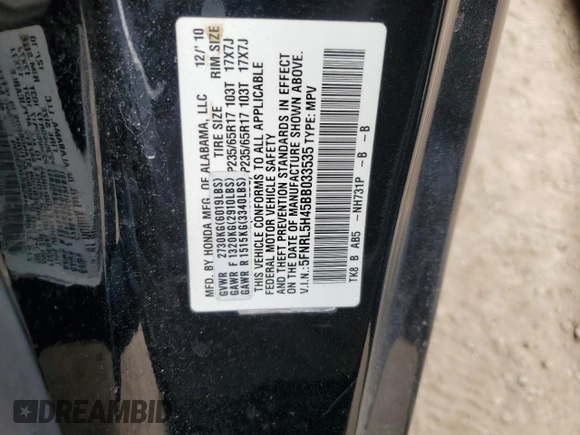 MFD. BY HONDA MFG. OF ALABAMA, LLC 12/'10
GVWR 2730KG(6019LBS) TIRE SIZE RIM SIZE
GAWR F 1320KG(2910LBS) P235/65R17 103T 17X7J
GAWR R 1515KG(3340LBS) P235/65R17 103T 17X7J
THIS VEHICLE CONFORMS TO ALL APPLICABLE
FEDERAL MOTOR VEHICLE SAFETY
AND THEFT PREVENTION STANDARDS IN EFFECT
ON THE DATE OF MANUFACTURE SHOWN ABOVE.
V.I.N.: 5FNRL5H45BB033535 TYPE: MPV
TK8 B AB5 -NH731P -B -B
DREAMBID